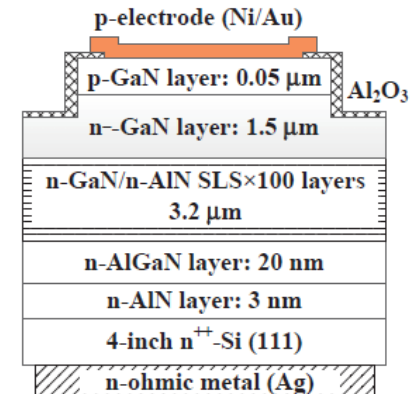 p-electrode (Ni/Au)
p-GaN layer: 0.05 μm
Al₂O₃
n--GaN layer: 1.5 μm
n-GaN/n-AlN SLS×100 layers
3.2 μm
n-AlGaN layer: 20 nm
n-AlN layer: 3 nm
4-inch n⁺⁺-Si (111)
n-ohmic metal (Ag)